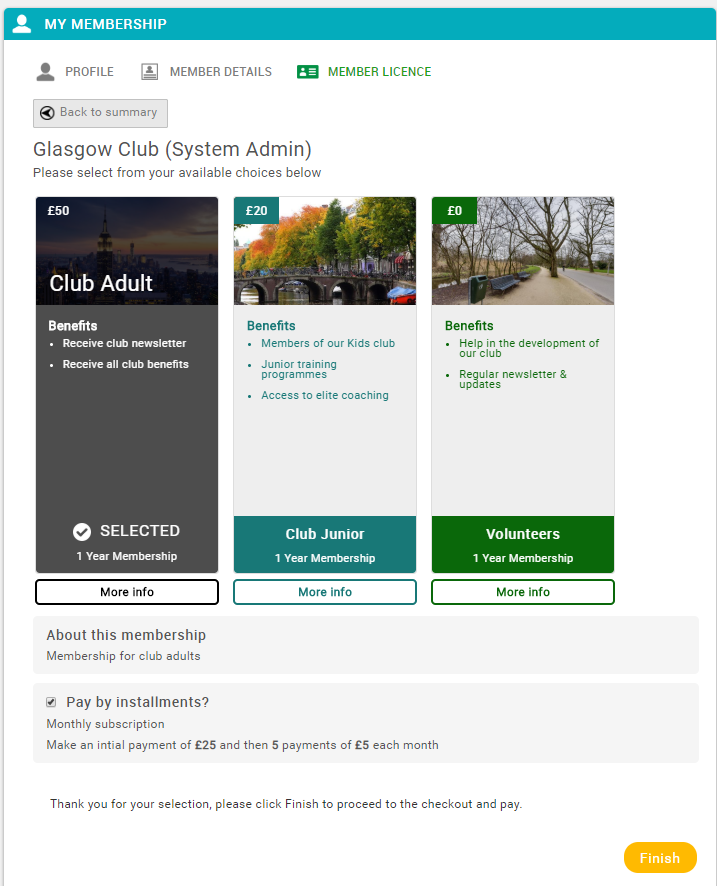 MY MEMBERSHIP
PROFILE MEMBER DETAILS MEMBER LICENCE
Back to summary
Glasgow Club (System Admin)
Please select from your available choices below
£50
Club Adult
Benefits
Receive club newsletter
Receive all club benefits
SELECTED
1 Year Membership
More info
£20
Benefits
Members of our Kids club
Junior training
programmes
Access to elite coaching
Club Junior
1 Year Membership
More info
£0
Benefits
Help in the development of
our club
Regular newsletter &
updates
Volunteers
1 Year Membership
More info
About this membership
Membership for club adults
Pay by installments?
Monthly subscription
Make an intial payment of £25 and then 5 payments of £5 each month
Thank you for your selection, please click Finish to proceed to the checkout and pay.
Finish